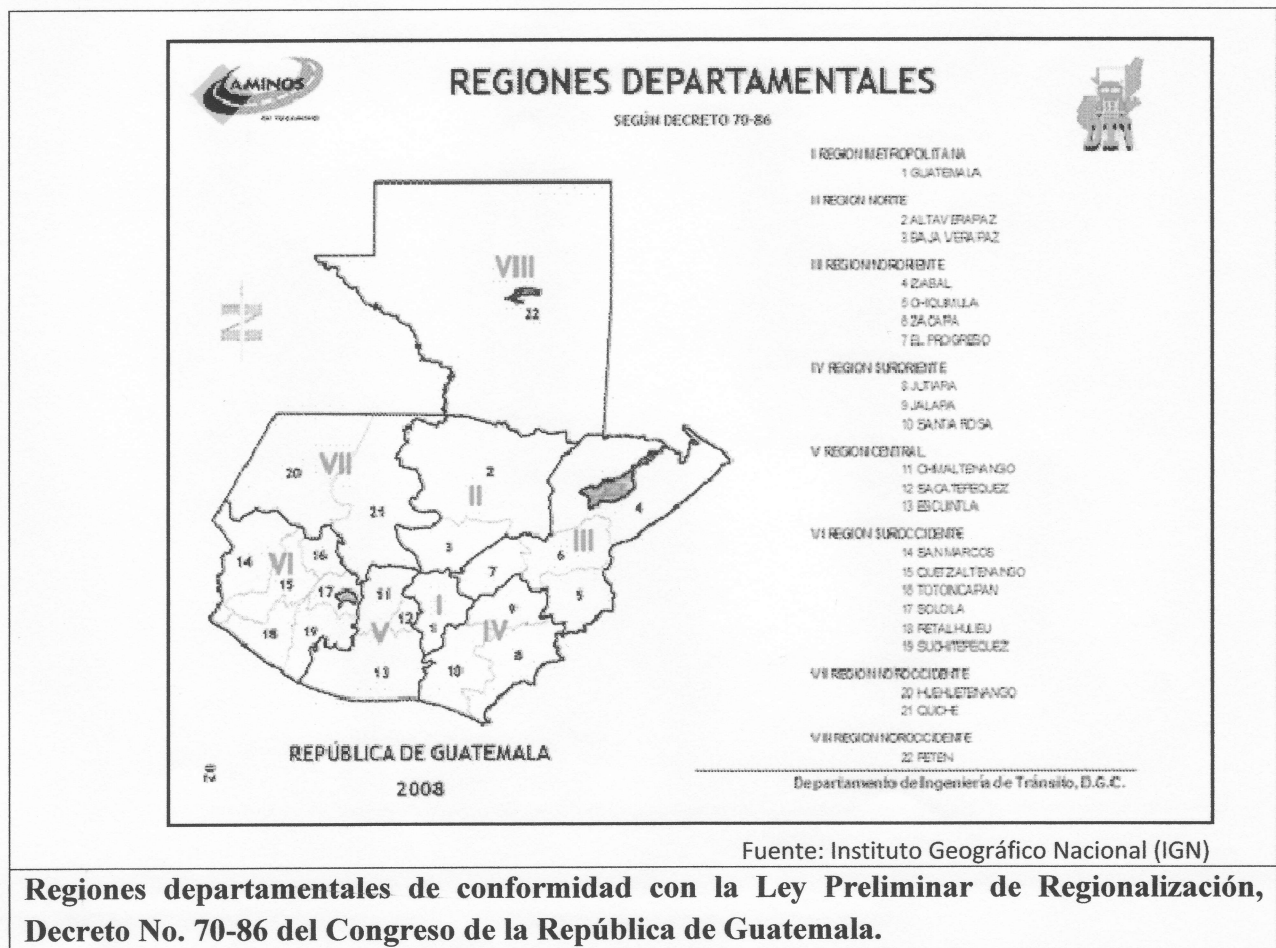 CAMINOS
REGIONES DEPARTAMENTALES
SEGÚN DECRETO 70-86
I REGION METROPOLITANA
1 GUATEMALA
II REGION NORTE
2 ALTA VERAPAZ
3 BAJA VERAPAZ
III REGION NORORIENTE
4 IZABAL
5 CHIQUIMULA
6 ZACAPA
7 EL PROGRESO
IV REGION SURORIENTE
8 JUTIAPA
9 JALAPA
10 SANTA ROSA
V REGION CENTRAL
11 CHIMALTENANGO
12 SACATEPEQUEZ
13 ESCUINTLA
VI REGION SUROCCIDENTE
14 SAN MARCOS
15 QUETZALTENANGO
16 TOTONICAPAN
17 SOLOLA
18 RETALHULEU
19 SUCHITEPEQUEZ
VII REGION NOROCCIDENTE
20 HUEHUETENANGO
21 QUICHE
VIII REGION NOROCCIDENTE
22 PETEN
VIII
22
VII
20
2
II
21
4
3
III
6
14
VI
16
7
15
17
11
I
5
9
12
1
IV
18
19
V
8
13
10
REPÚBLICA DE GUATEMALA
2008
28
Departamento de Ingeniería de Tránsito, D.G.C.
Fuente: Instituto Geográfico Nacional (IGN)
Regiones departamentales de conformidad con la Ley Preliminar de Regionalización,
Decreto No. 70-86 del Congreso de la República de Guatemala.